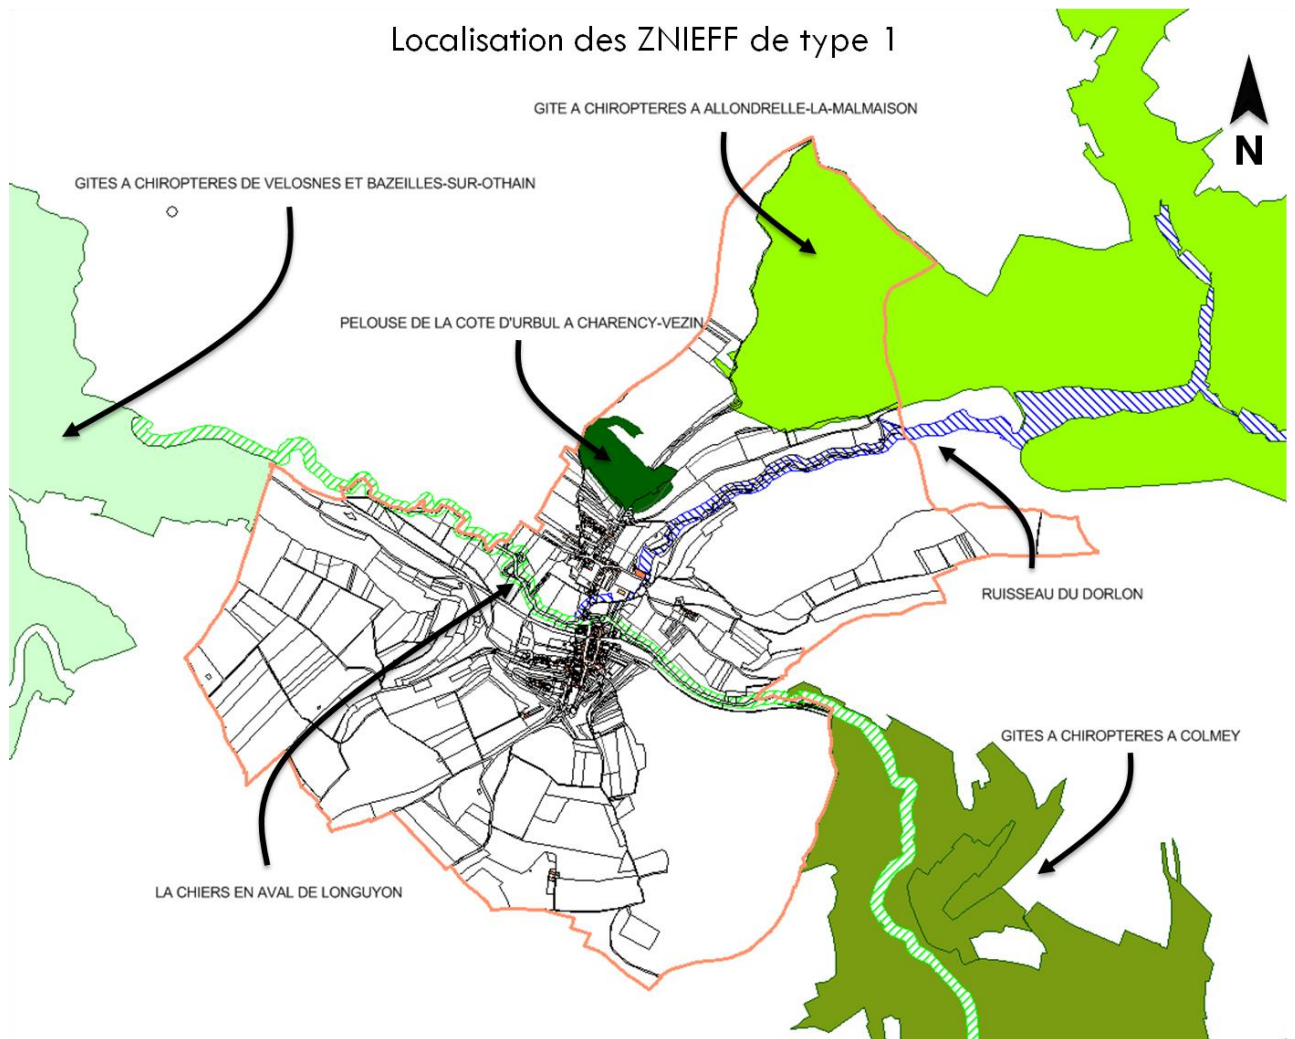 Localisation des ZNIEFF de type 1
GITE A CHIROPTERES A ALLONDRELLE-LA-MALMAISON
N
GITES A CHIROPTERES DE VELOSNES ET BAZEILLES-SUR-OTHAIN
PELOUSE DE LA COTE D'URBUL A CHARENCY-VEZIN
RUISSEAU DU DORLON
GITES A CHIROPTERES A COLMEY
LA CHIERS EN AVAL DE LONGUYON